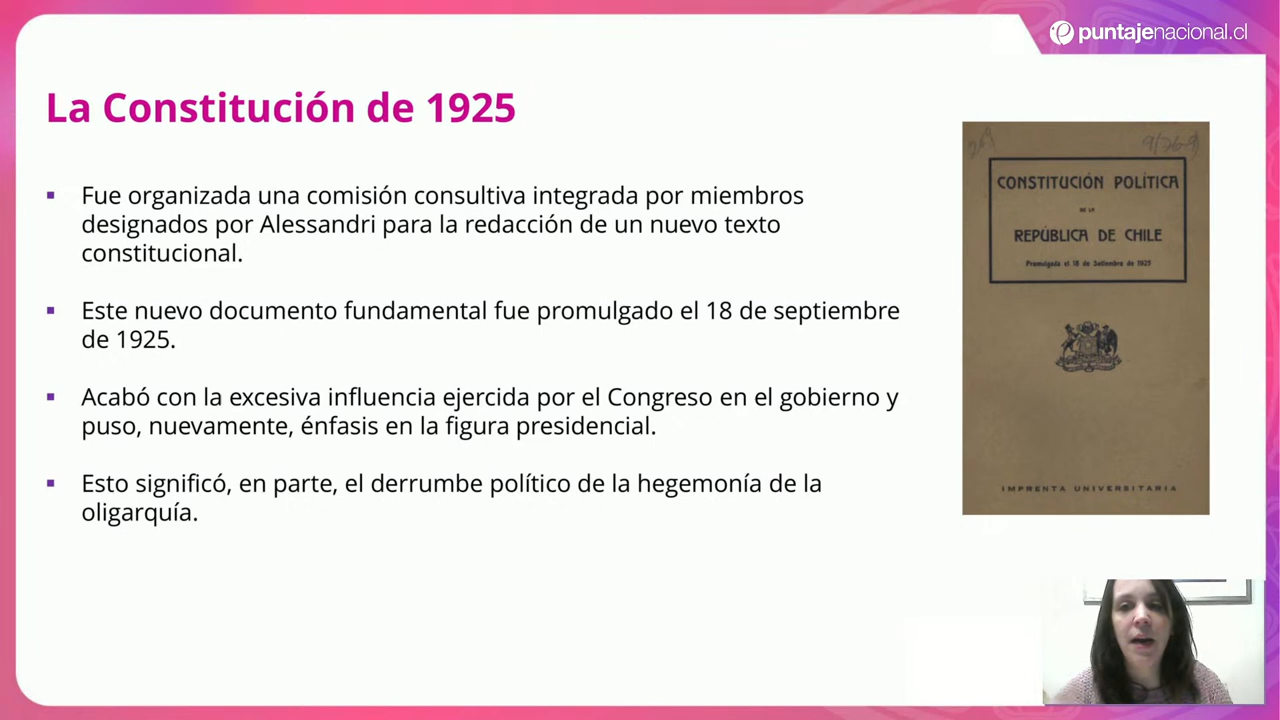 puntajenacional.cl
La Constitución de 1925
Fue organizada una comisión consultiva integrada por miembros
designados por Alessandri para la redacción de un nuevo texto
constitucional.
Este nuevo documento fundamental fue promulgado el 18 de septiembre
de 1925.
Acabó con la excesiva influencia ejercida por el Congreso en el gobierno y
puso, nuevamente, énfasis en la figura presidencial.
Esto significó, en parte, el derrumbe político de la hegemonía de la
oligarquía.
CONSTITUCIÓN POLÍTICA
DE LA
REPÚBLICA DE CHILE
Promulgada el 18 de Setiembre de 1925
IMPRENTA UNIVERSITARIA